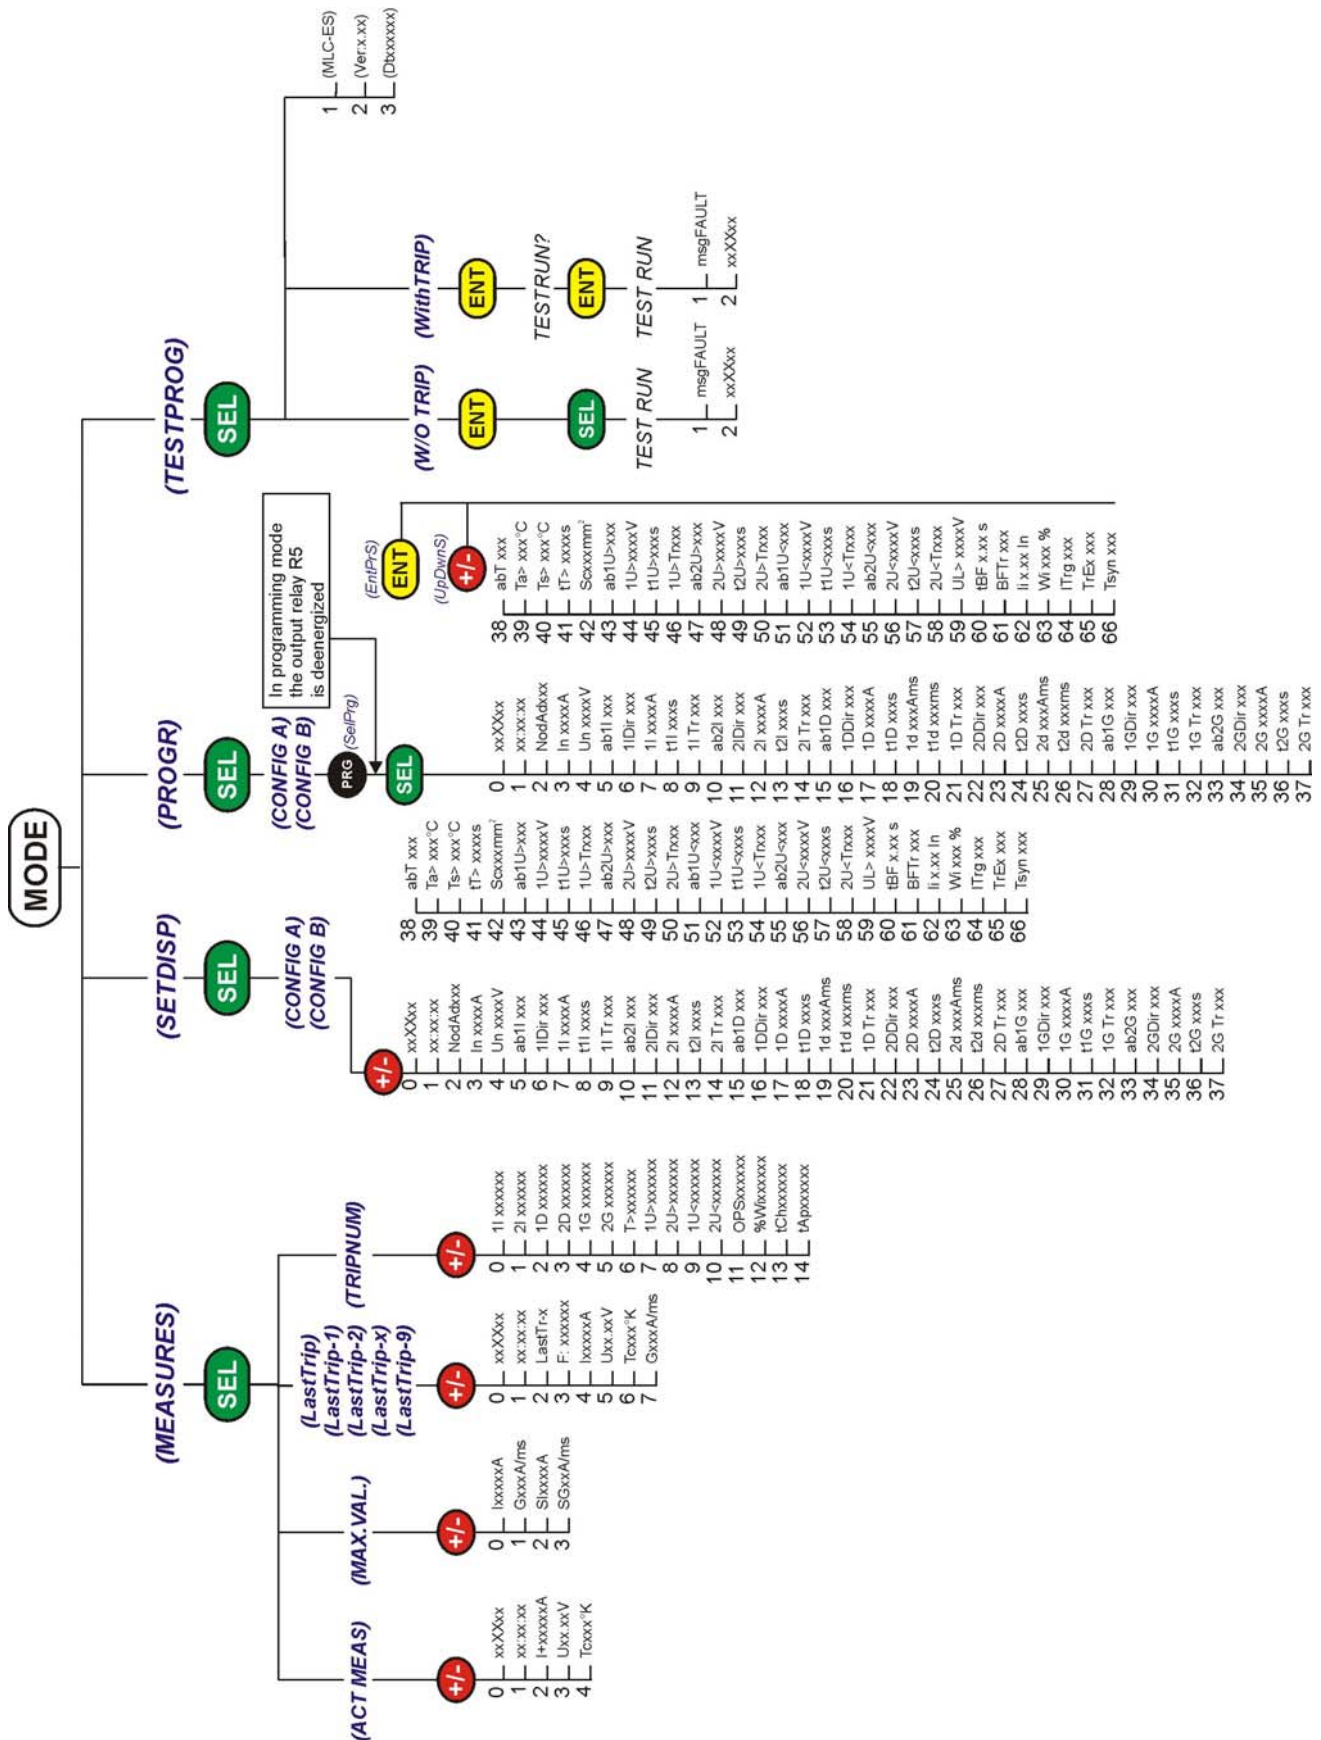 MODE
(MEASURES)
SEL
(ACT MEAS)
+/-
0 xxXXxx
1 xx:xx:xx
2 I+xxxxxA
3 Uxx.xxV
4 Tcxxx°K
(MAX.VAL.)
+/-
0 IxxxxxA
1 GxxxA/ms
2 SIxxxxA
3 SGxxA/ms
(LastTrip)
(LastTrip-1)
(LastTrip-2)
(LastTrip-x)
(LastTrip-9)
+/-
0 xxXXxx
1 xx:xx:xx
2 LastTr-x
3 F: xxxxxx
4 IxxxxxA
5 Uxx.xxV
6 Tcxxx°K
7 GxxxA/ms
(TRIPNUM)
+/-
0 1I xxxxxx
1 2I xxxxxx
2 1D xxxxxx
3 2D xxxxxx
4 1G xxxxxx
5 2G xxxxxx
6 T>xxxxxx
7 1U>xxxxxx
8 2U>xxxxxx
9 1U<xxxxxx
10 2U<xxxxxx
11 OPSxxxxxx
12 %Wixxxxxx
13 tChxxxxxx
14 tApxxxxxx
(SETDISP)
SEL
(CONFIG A)
(CONFIG B)
+/-
0 xxXXxx
1 xx:xx:xx
2 NodAdxxx
3 In xxxxA
4 Un xxxxV
5 ab1I xxx
6 1IDir xxx
7 1I xxxxA
8 t1I xxxs
9 1I Tr xxx
10 ab2I xxx
11 2IDir xxx
12 2I xxxxA
13 t2I xxxs
14 2I Tr xxx
15 ab1D xxx
16 1DDir xxx
17 1D xxxxA
18 t1D xxxs
19 1d xxxAms
20 t1d xxxms
21 1D Tr xxx
22 2DDir xxx
23 2D xxxxA
24 t2D xxxs
25 2d xxxAms
26 t2d xxxms
27 2D Tr xxx
28 ab1G xxx
29 1GDir xxx
30 1G xxxxA
31 t1G xxxs
32 1G Tr xxx
33 ab2G xxx
34 2GDir xxx
35 2G xxxxA
36 t2G xxxs
37 2G Tr xxx
38 abT xxx
39 Ta> xxx°C
40 Ts> xxx°C
41 tT> xxxxs
42 Scxxxmm²
43 ab1U>xxx
44 1U>xxxxV
45 t1U>xxxs
46 1U>Trxxx
47 ab2U>xxx
48 2U>xxxxV
49 t2U>xxxs
50 2U>Trxxx
51 ab1U<xxx
52 1U<xxxxV
53 t1U<xxxs
54 1U<Trxxx
55 ab2U<xxx
56 2U<xxxxV
57 t2U<xxxs
58 2U<Trxxx
59 UL> xxxxV
60 tBF x.xx s
61 BFTr xxx
62 Ii x.xx In
63 Wi xxx %
64 ITrg xxx
65 TrEx xxx
66 Tsyn xxx
(PROGR)
SEL
(CONFIG A)
(CONFIG B)
PRG
(SelPrg)
In programming mode
the output relay R5
is deenergized
SEL
0 xxXXxx
1 xx:xx:xx
2 NodAdxxx
3 In xxxxA
4 Un xxxxV
5 ab1I xxx
6 1IDir xxx
7 1I xxxxA
8 t1I xxxs
9 1I Tr xxx
10 ab2I xxx
11 2IDir xxx
12 2I xxxxA
13 t2I xxxs
14 2I Tr xxx
15 ab1D xxx
16 1DDir xxx
17 1D xxxxA
18 t1D xxxs
19 1d xxxAms
20 t1d xxxms
21 1D Tr xxx
22 2DDir xxx
23 2D xxxxA
24 t2D xxxs
25 2d xxxAms
26 t2d xxxms
27 2D Tr xxx
28 ab1G xxx
29 1GDir xxx
30 1G xxxxA
31 t1G xxxs
32 1G Tr xxx
33 ab2G xxx
34 2GDir xxx
35 2G xxxxA
36 t2G xxxs
37 2G Tr xxx
(EntPrS)
ENT
(UpDwnS)
+/-
38 abT xxx
39 Ta> xxx°C
40 Ts> xxx°C
41 tT> xxxxs
42 Scxxxmm²
43 ab1U>xxx
44 1U>xxxxV
45 t1U>xxxs
46 1U>Trxxx
47 ab2U>xxx
48 2U>xxxxV
49 t2U>xxxs
50 2U>Trxxx
51 ab1U<xxx
52 1U<xxxxV
53 t1U<xxxs
54 1U<Trxxx
55 ab2U<xxx
56 2U<xxxxV
57 t2U<xxxs
58 2U<Trxxx
59 UL> xxxxV
60 tBF x.xx s
61 BFTr xxx
62 Ii x.xx In
63 Wi xxx %
64 ITrg xxx
65 TrEx xxx
66 Tsyn xxx
(TESTPROG)
SEL
(W/O TRIP)
ENT
SEL
TEST RUN
1 msgFAULT
2 xxXXxx
(WithTRIP)
ENT
TESTRUN?
ENT
TEST RUN
1 msgFAULT
2 xxXXxx
1 (MLC-ES)
2 (Ver.x.xx)
3 (Dtxxxxxx)